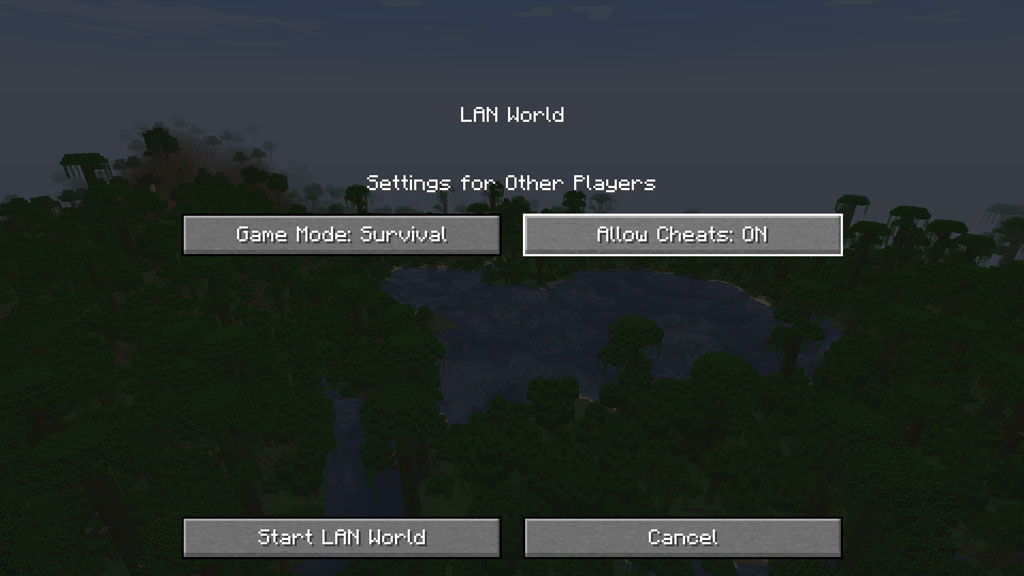 LAN World
Settings for Other Players
Game Mode: Survival
Allow Cheats: ON
Start LAN World
Cancel